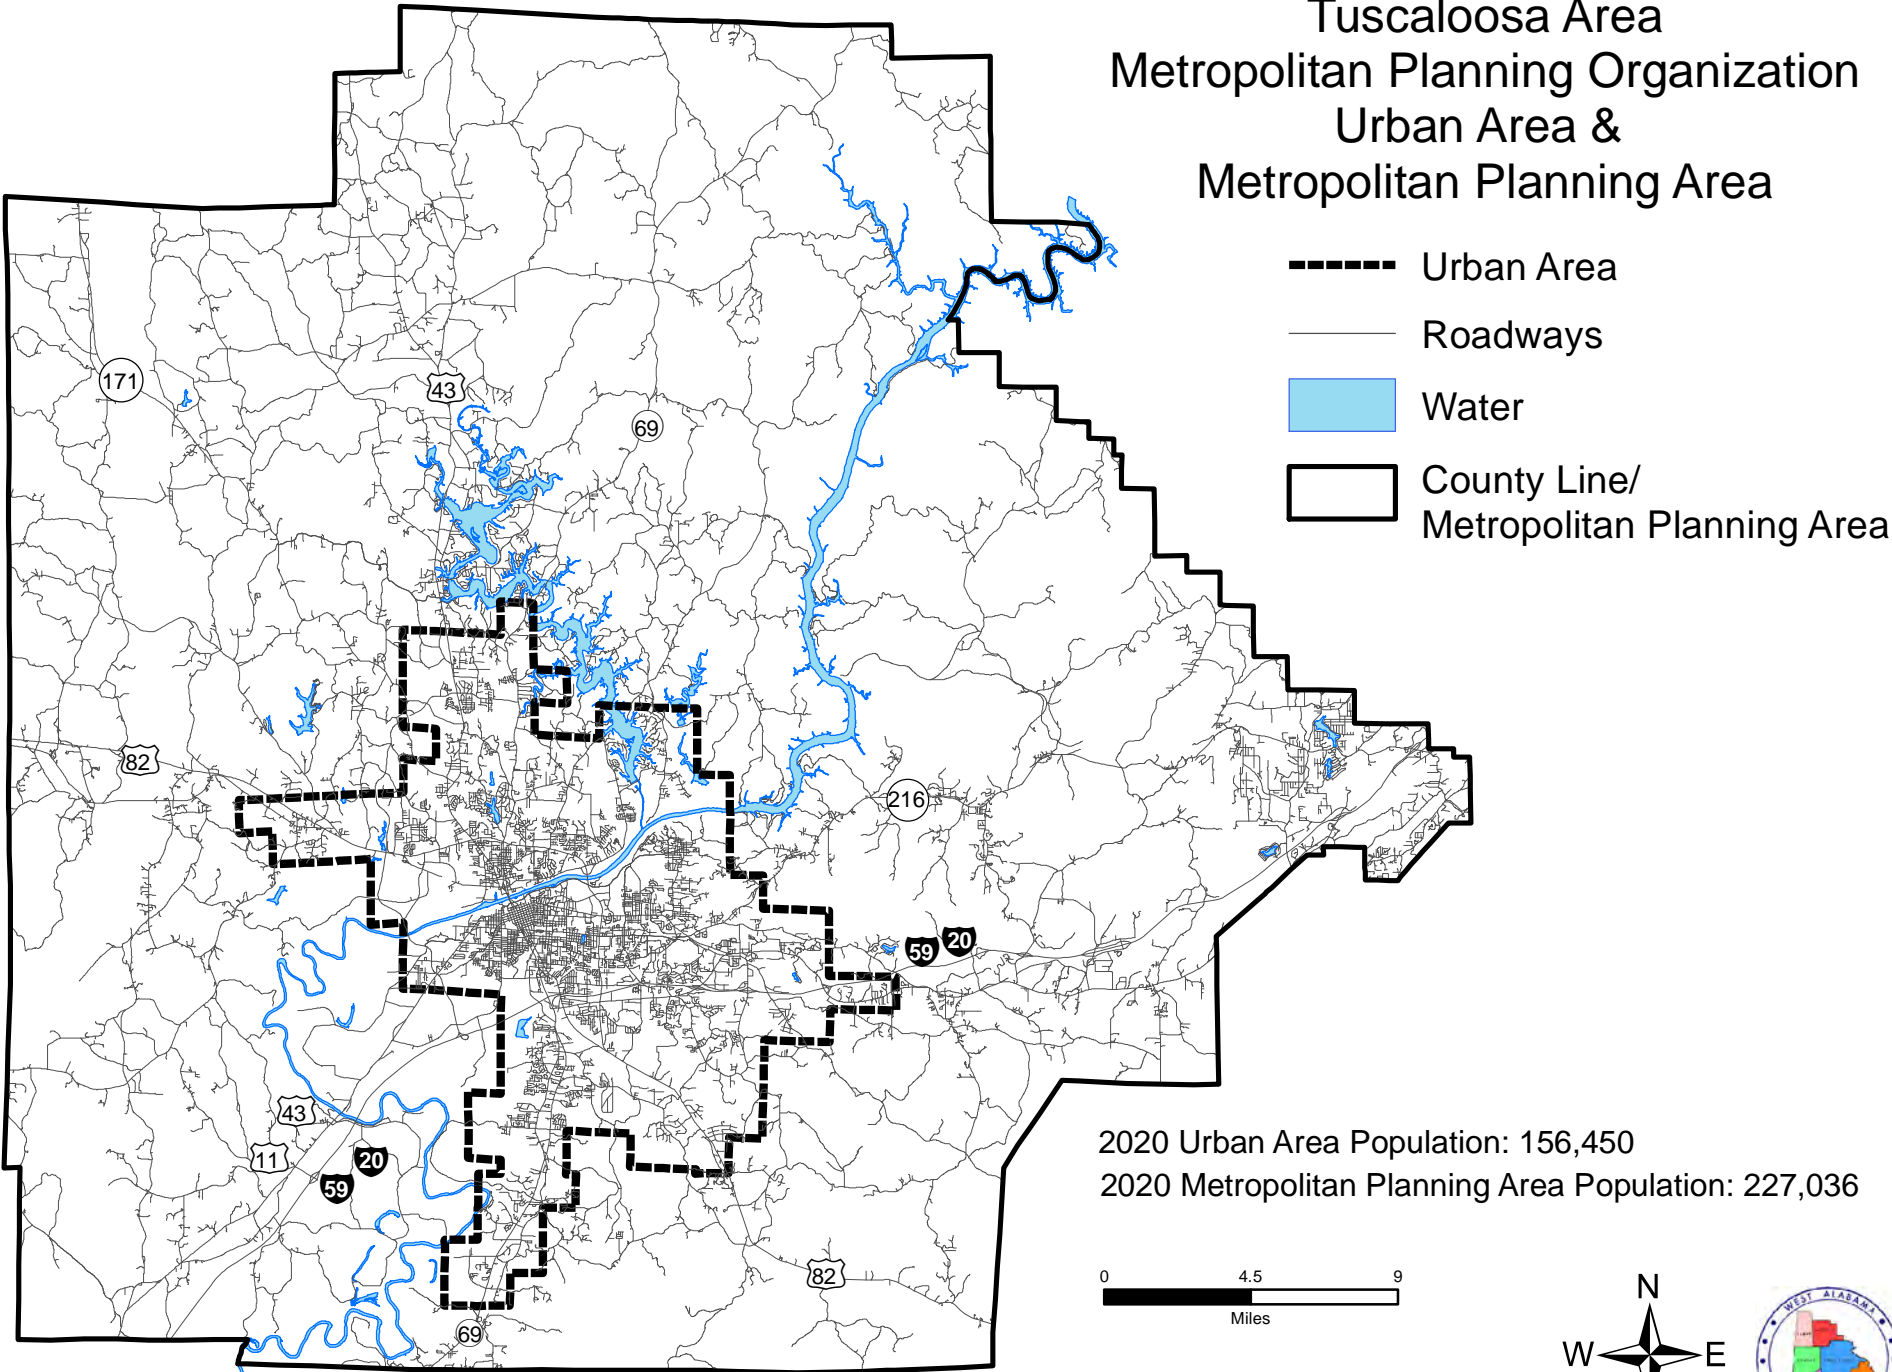 Tuscaloosa Area
Metropolitan Planning Organization
Urban Area &
Metropolitan Planning Area
Urban Area
Roadways
Water
County Line/
Metropolitan Planning Area
171
43
69
82
216
59
20
43
11
20
59
82
69
2020 Urban Area Population: 156,450
2020 Metropolitan Planning Area Population: 227,036
0 4.5 9
Miles
N
W E
WEST ALABAMA